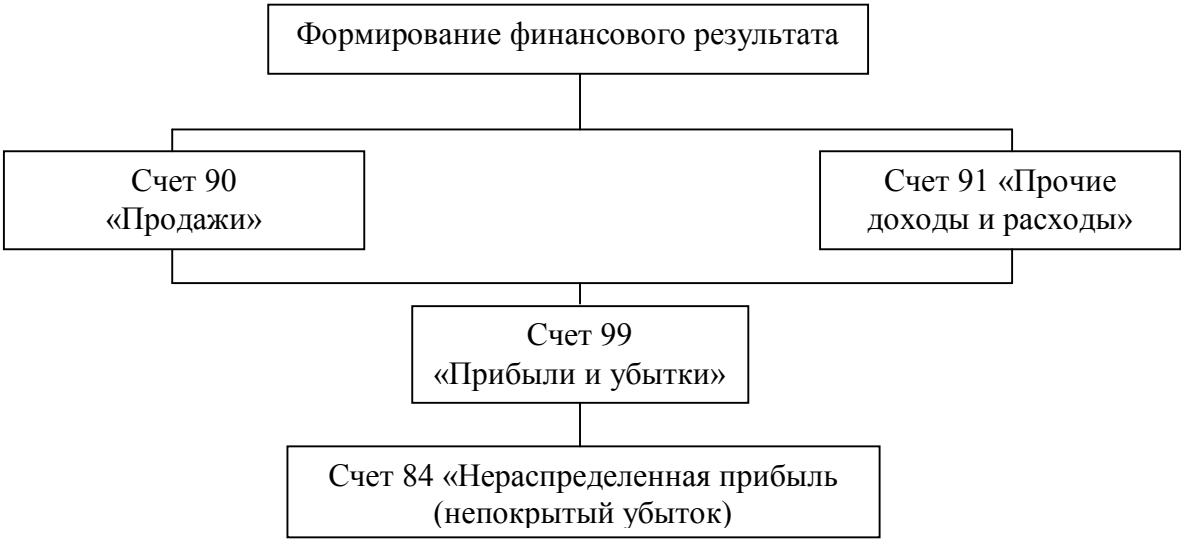 Формирование финансового результата
Счет 90
«Продажи»
Счет 91 «Прочие
доходы и расходы»
Счет 99
«Прибыли и убытки»
Счет 84 «Нераспределенная прибыль
(непокрытый убыток)